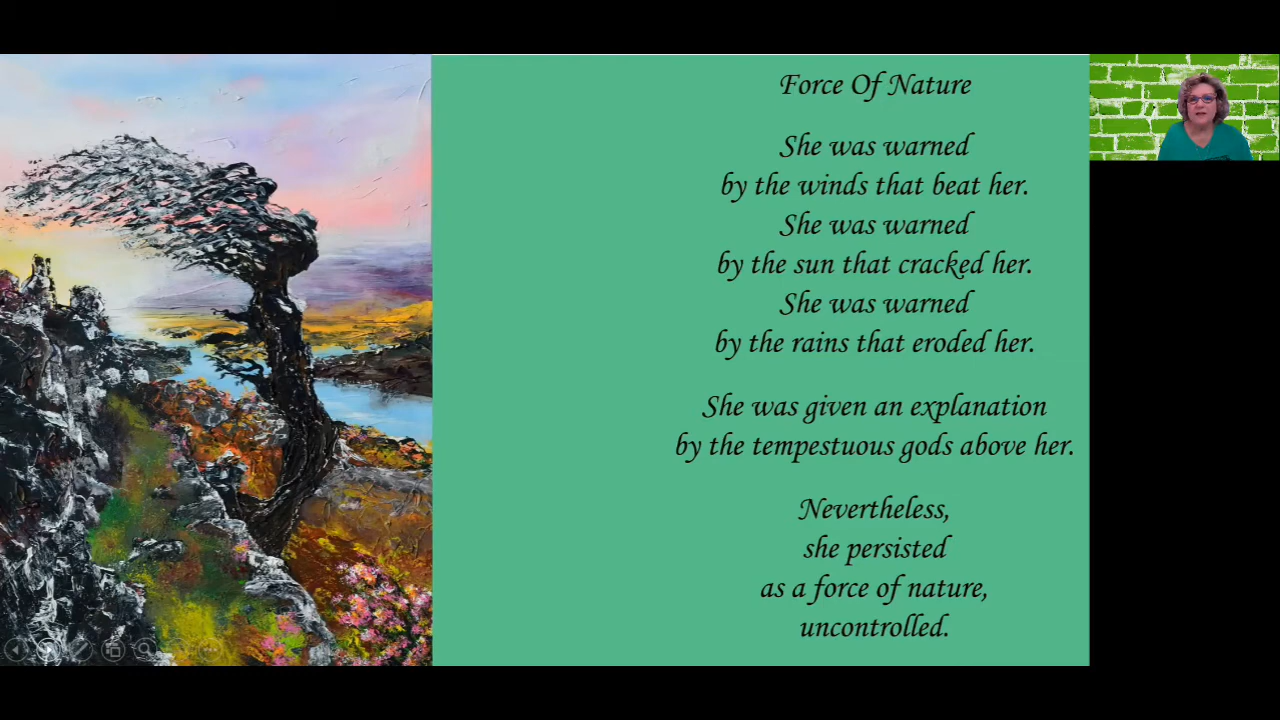 Force Of Nature
She was warned
by the winds that beat her.
She was warned
by the sun that cracked her.
She was warned
by the rains that eroded her.
She was given an explanation
by the tempestuous gods above her.
Nevertheless,
she persisted
as a force of nature,
uncontrolled.